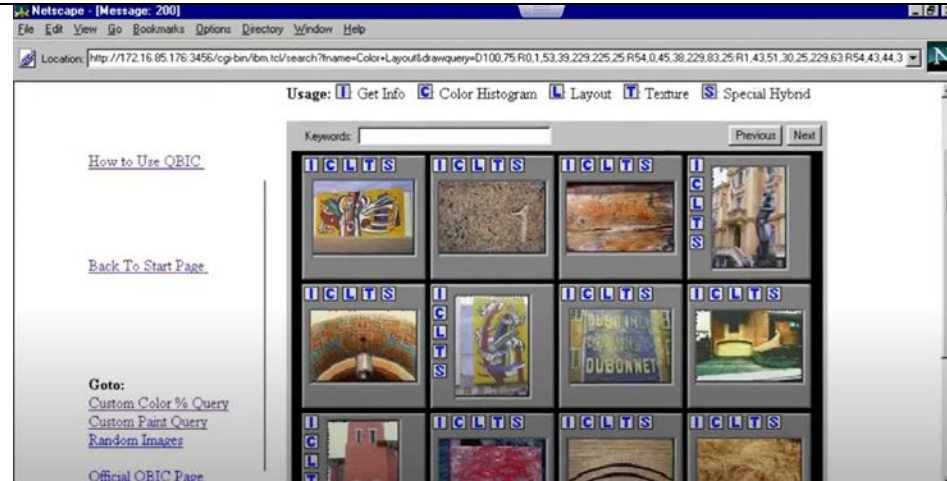 Netscape - [Message: 200]
File Edit View Go Bookmarks Options Directory Window Help
Location: http://172.16.85.176:3456/cgi-bin/ibm.tcl/search?fname=Color+Layout&drawquery=D100,75:R0,1,53,39,229,225,25:R54,0,45,38,229,83,25:R1,43,51,30,25,229,63:R54,43,44,3
N
Usage: I: Get Info C: Color Histogram L: Layout T: Texture S: Special Hybrid
Keywords: Previous Next
How to Use QBIC
Back To Start Page
Goto:
Custom Color % Query
Custom Paint Query
Random Images
Official QBIC Page
I C L T S I C L T S I C L T S I C L T S
I C L T S I C L T S I C L T S I C L T S
DUBONNET
DUBONNET
I C L T I C L T S I C L T S I C L T S